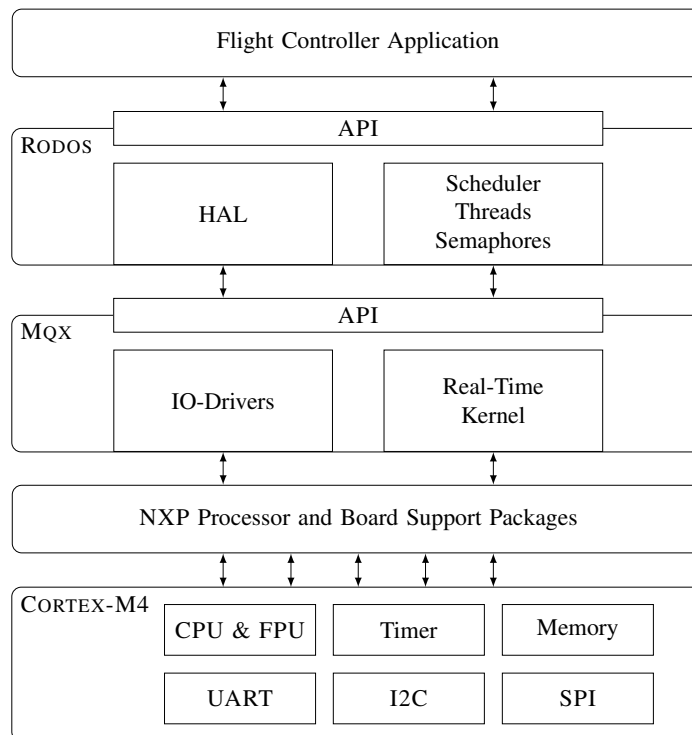 Flight Controller Application
API
RODOS
HAL
Scheduler
Threads
Semaphores
API
MQX
IO-Drivers
Real-Time
Kernel
NXP Processor and Board Support Packages
CORTEX-M4
CPU & FPU
Timer
Memory
UART
I2C
SPI